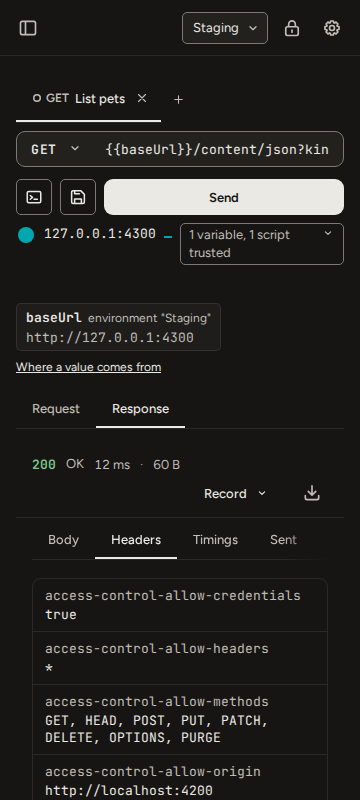 Staging
GET List pets
GET {{baseUrl}}/content/json?kin
Send
127.0.0.1:4300
1 variable, 1 script
trusted
baseUrl environment "Staging"
http://127.0.0.1:4300
Where a value comes from
Request Response
200 OK 12 ms · 60 B
Record
Body Headers Timings Sent
access-control-allow-credentials
true
access-control-allow-headers
*
access-control-allow-methods
GET, HEAD, POST, PUT, PATCH,
DELETE, OPTIONS, PURGE
access-control-allow-origin
http://localhost:4200